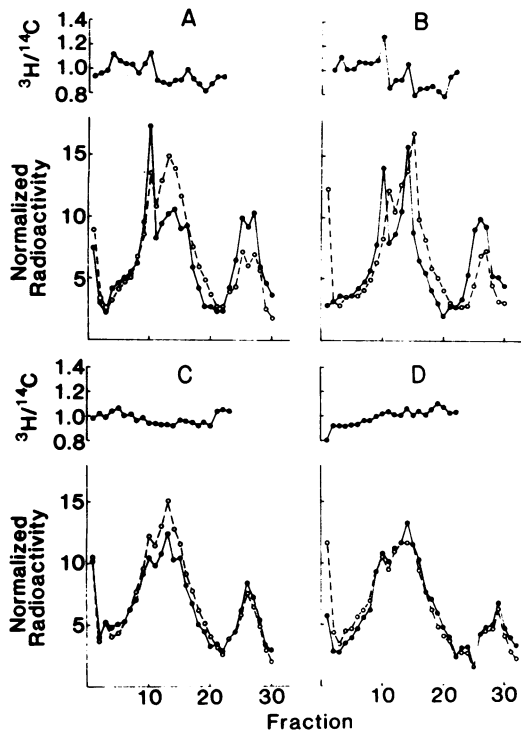 A
B
³H/¹⁴C
1.4
1.2
1.0
0.8
Normalized
Radioactivity
15
10
5
C
D
³H/¹⁴C
1.4
1.2
1.0
0.8
Normalized
Radioactivity
15
10
5
0 10 20 30 10 20 30
Fraction